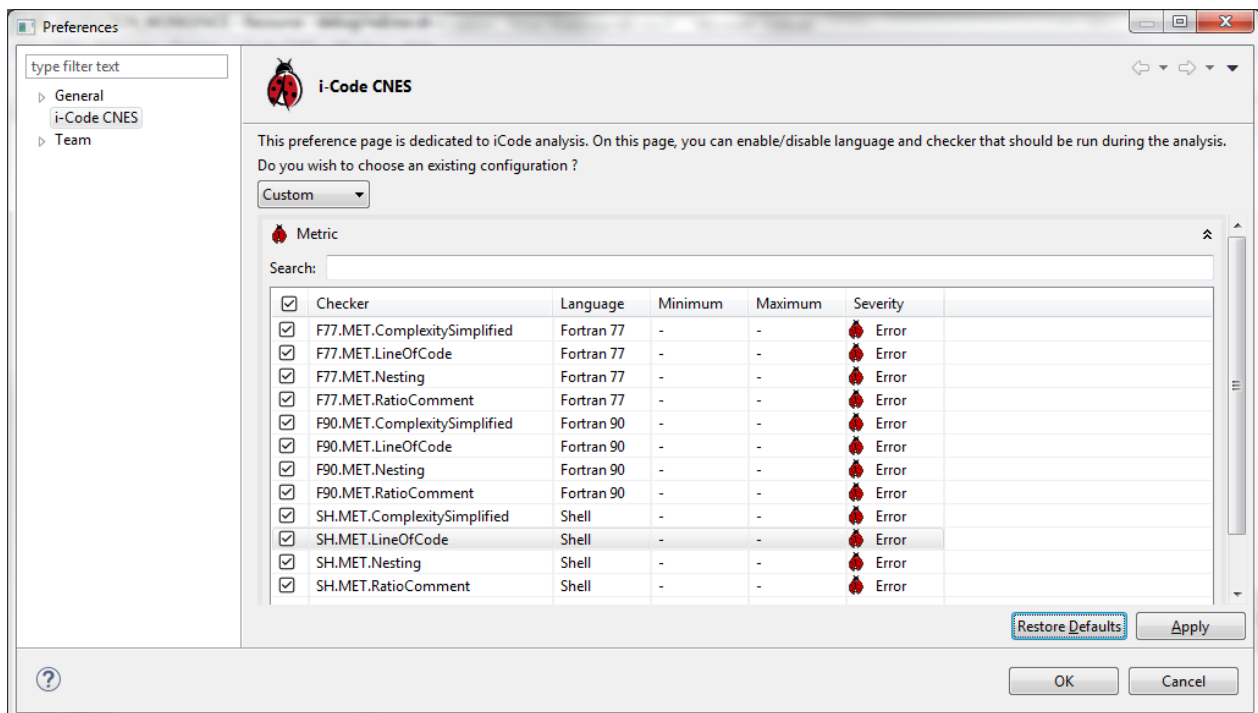 Preferences
type filter text
General
i-Code CNES
Team
i-Code CNES
This preference page is dedicated to iCode analysis. On this page, you can enable/disable language and checker that should be run during the analysis.
Do you wish to choose an existing configuration ?
Custom
Metric
Search:
Checker Language Minimum Maximum Severity
F77.MET.ComplexitySimplified Fortran 77 - - Error
F77.MET.LineOfCode Fortran 77 - - Error
F77.MET.Nesting Fortran 77 - - Error
F77.MET.RatioComment Fortran 77 - - Error
F90.MET.ComplexitySimplified Fortran 90 - - Error
F90.MET.LineOfCode Fortran 90 - - Error
F90.MET.Nesting Fortran 90 - - Error
F90.MET.RatioComment Fortran 90 - - Error
SH.MET.ComplexitySimplified Shell - - Error
SH.MET.LineOfCode Shell - - Error
SH.MET.Nesting Shell - - Error
SH.MET.RatioComment Shell - - Error
Restore Defaults Apply
OK Cancel